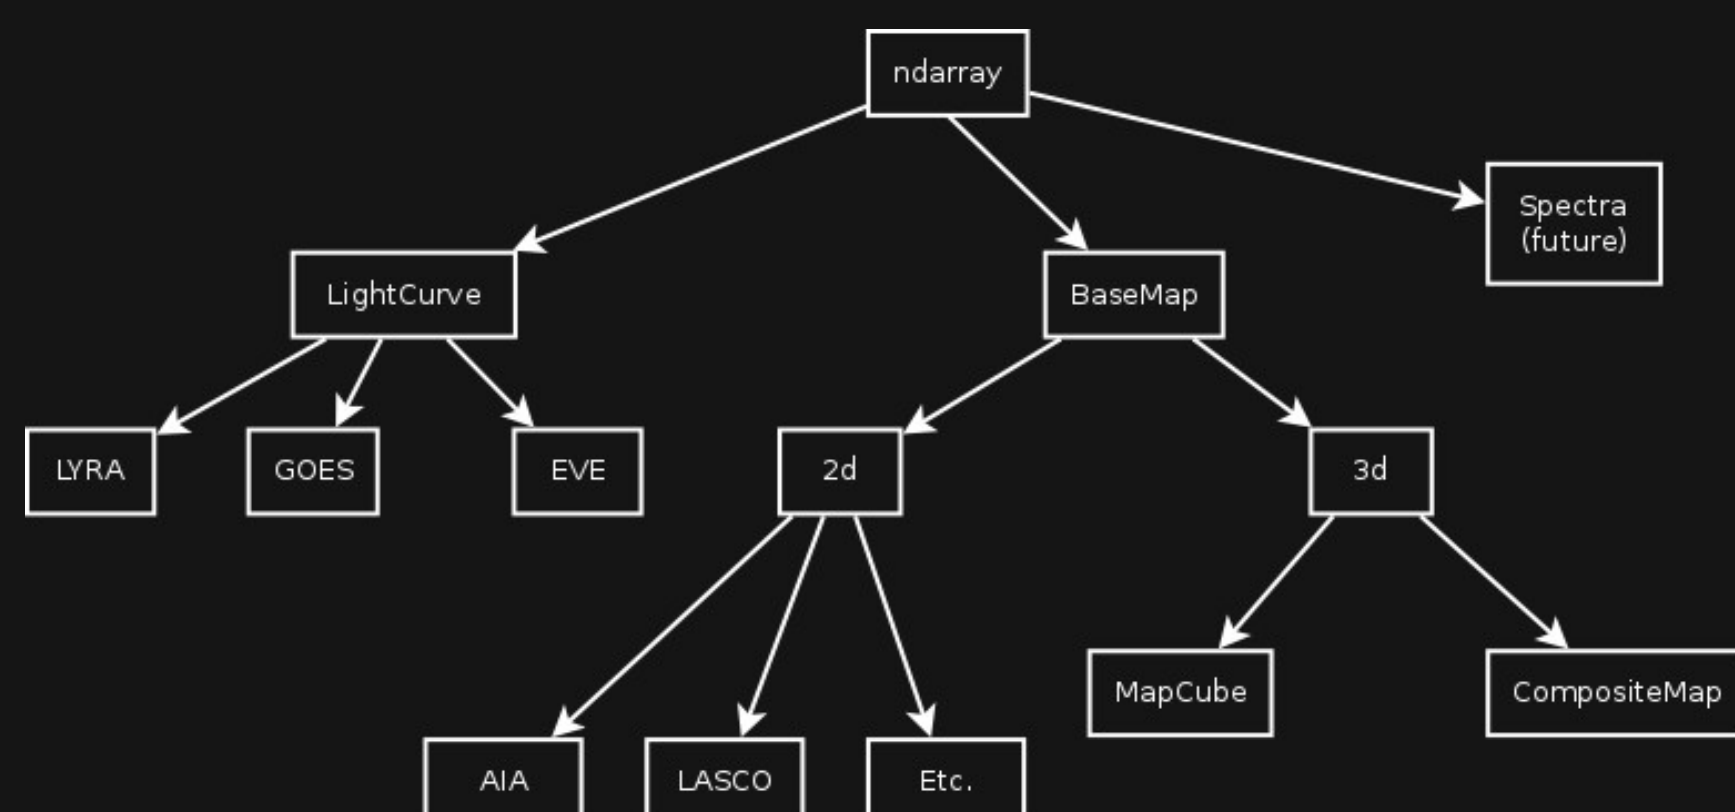 ndarray
Spectra
(future)
LightCurve
BaseMap
LYRA
GOES
EVE
2d
3d
MapCube
CompositeMap
AIA
LASCO
Etc.